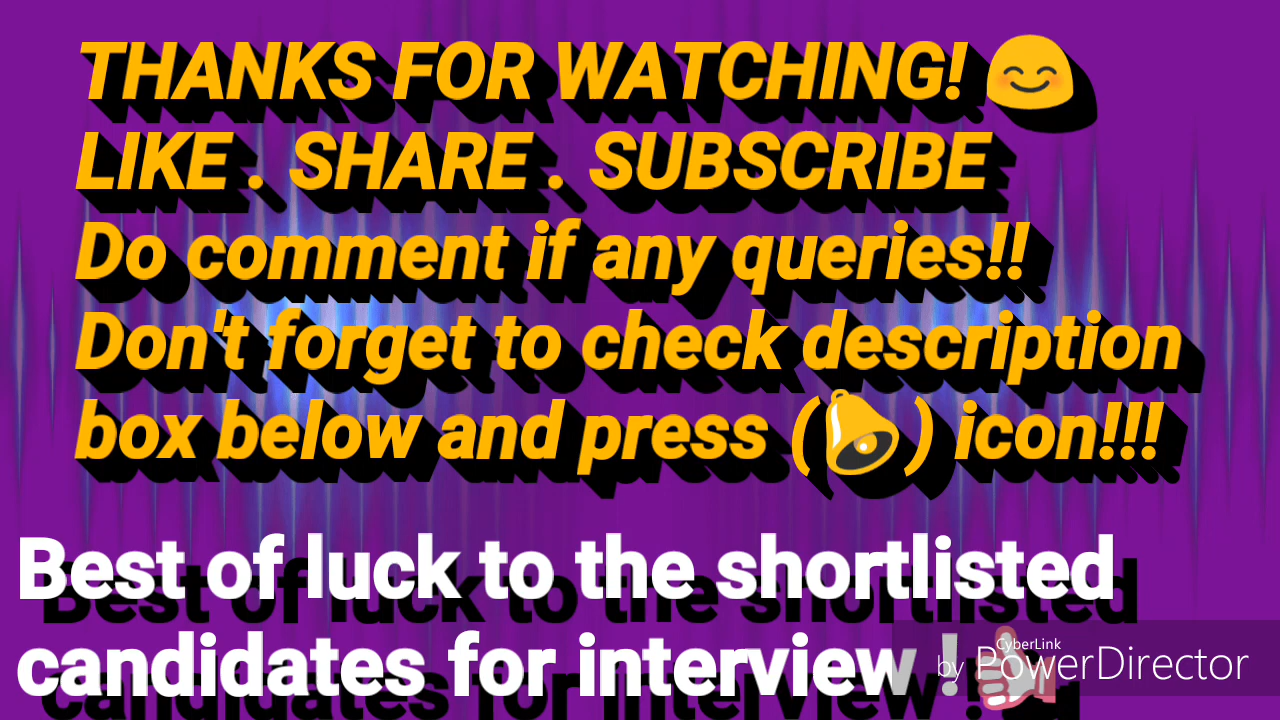 THANKS FOR WATCHING! 😊
LIKE . SHARE . SUBSCRIBE
Do comment if any queries!!
Don't forget to check description
box below and press (🔔) icon!!!
Best of luck to the shortlisted
candidates for interview ! 👍
CyberLink
by PowerDirector